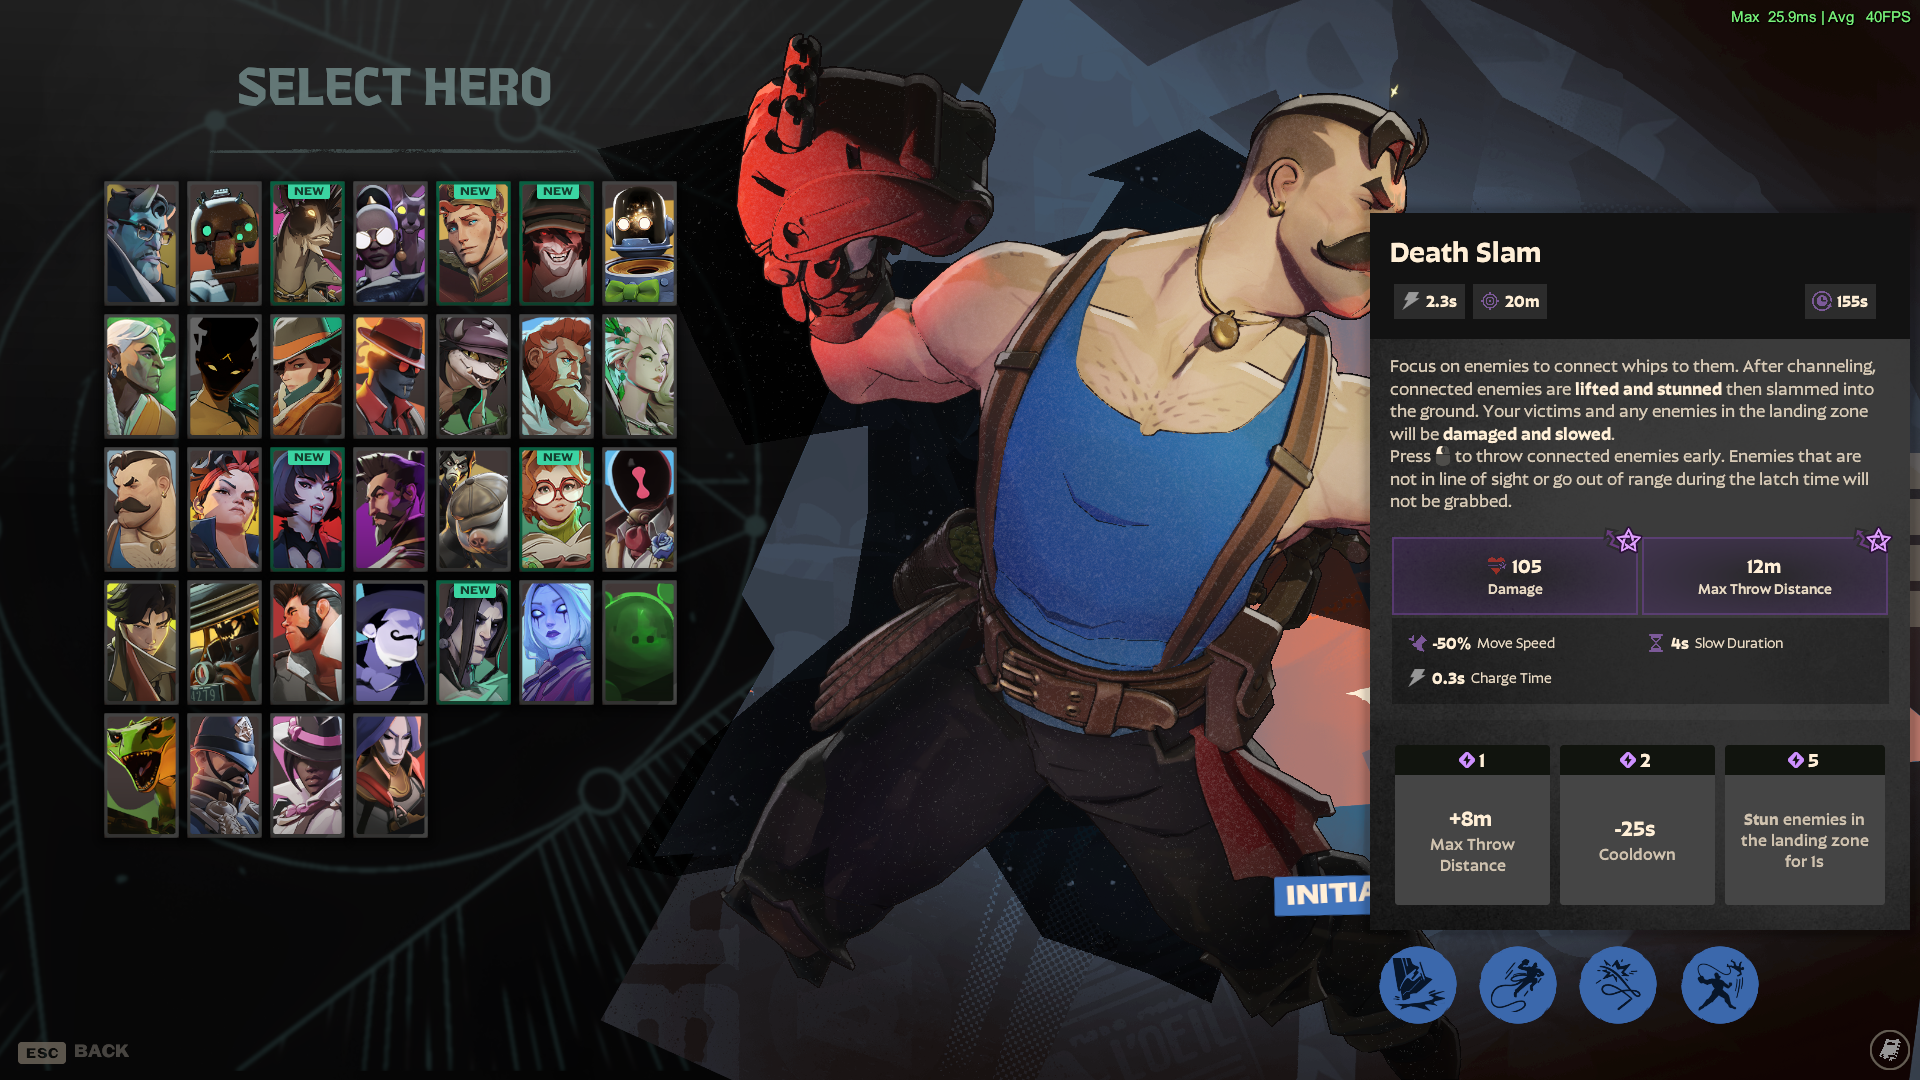 Max 25.9ms | Avg 40FPS
SELECT HERO
NEW
NEW
NEW
NEW
NEW
NEW
Death Slam
2.3s
20m
155s
Focus on enemies to connect whips to them. After channeling,
connected enemies are lifted and stunned then slammed into
the ground. Your victims and any enemies in the landing zone
will be damaged and slowed.
Press to throw connected enemies early. Enemies that are
not in line of sight or go out of range during the latch time will
not be grabbed.
105
Damage
12m
Max Throw Distance
-50% Move Speed
4s Slow Duration
0.3s Charge Time
1
2
5
+8m
Max Throw
Distance
-25s
Cooldown
Stun enemies in
the landing zone
for 1s
ESC BACK